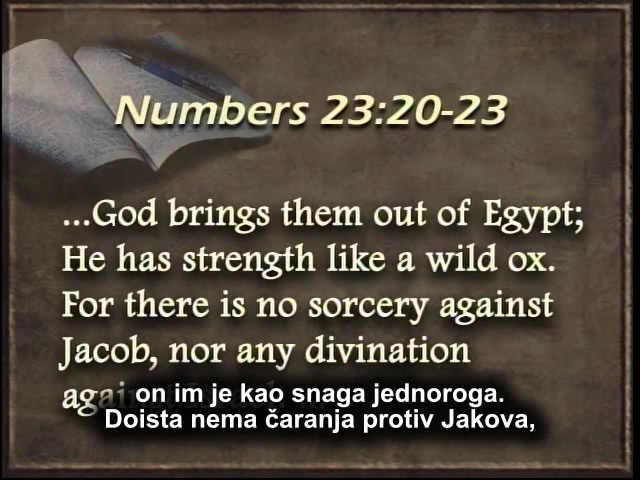 Numbers 23:20-23
...God brings them out of Egypt;
He has strength like a wild ox.
For there is no sorcery against
Jacob, nor any divination
on im je kao snaga jednoroga.
Doista nema čaranja protiv Jakova,